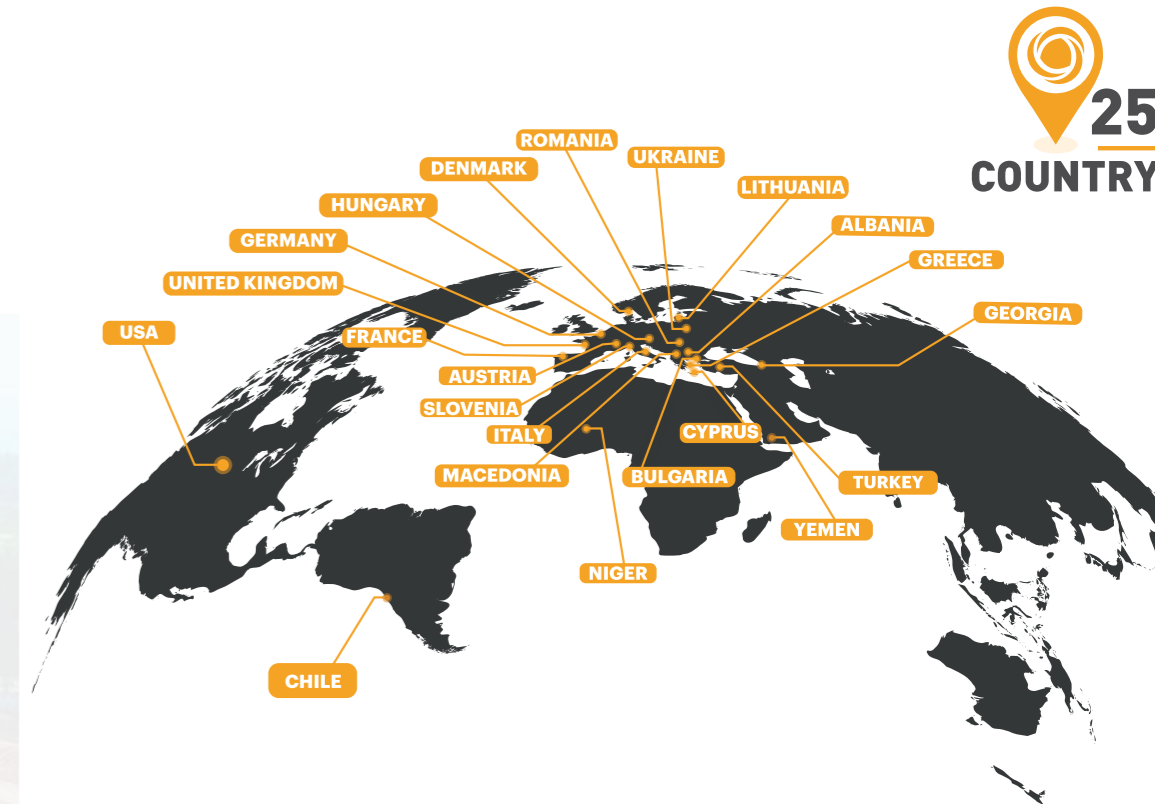 25
COUNTRY
ROMANIA
UKRAINE
DENMARK
LITHUANIA
HUNGARY
ALBANIA
GERMANY
GREECE
UNITED KINGDOM
GEORGIA
USA
FRANCE
AUSTRIA
SLOVENIA
ITALY
CYPRUS
MACEDONIA
BULGARIA
TURKEY
YEMEN
NIGER
CHILE